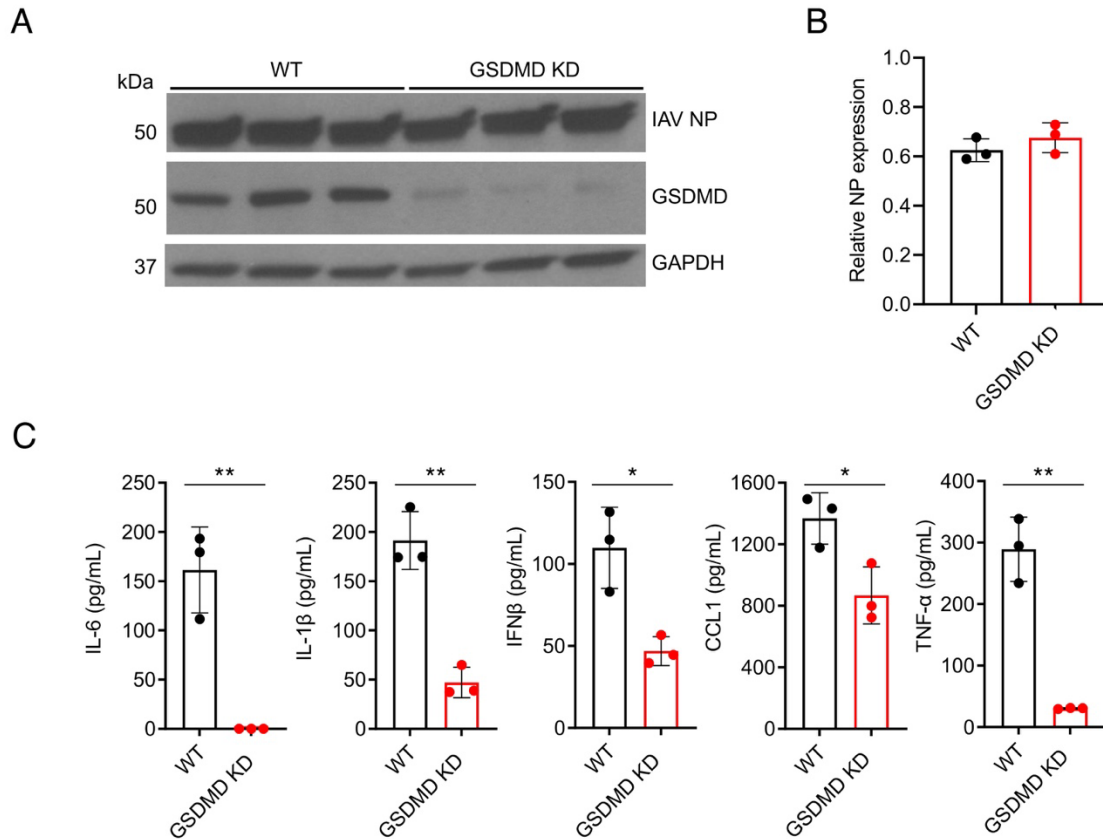 A
kDa
WT
GSDMD KD
50
IAV NP
50
GSDMD
37
GAPDH
B
Relative NP expression
1.0
0.8
0.6
0.4
0.2
0.0
WT
GSDMD KD
C
IL-6 (pg/mL)
250
200
150
100
50
0
**
WT
GSDMD KD
IL-1β (pg/mL)
250
200
150
100
50
0
**
WT
GSDMD KD
IFNβ (pg/mL)
150
100
50
0
*
WT
GSDMD KD
CCL1 (pg/mL)
1600
1200
800
400
0
*
WT
GSDMD KD
TNF-α (pg/mL)
400
300
200
100
0
**
WT
GSDMD KD